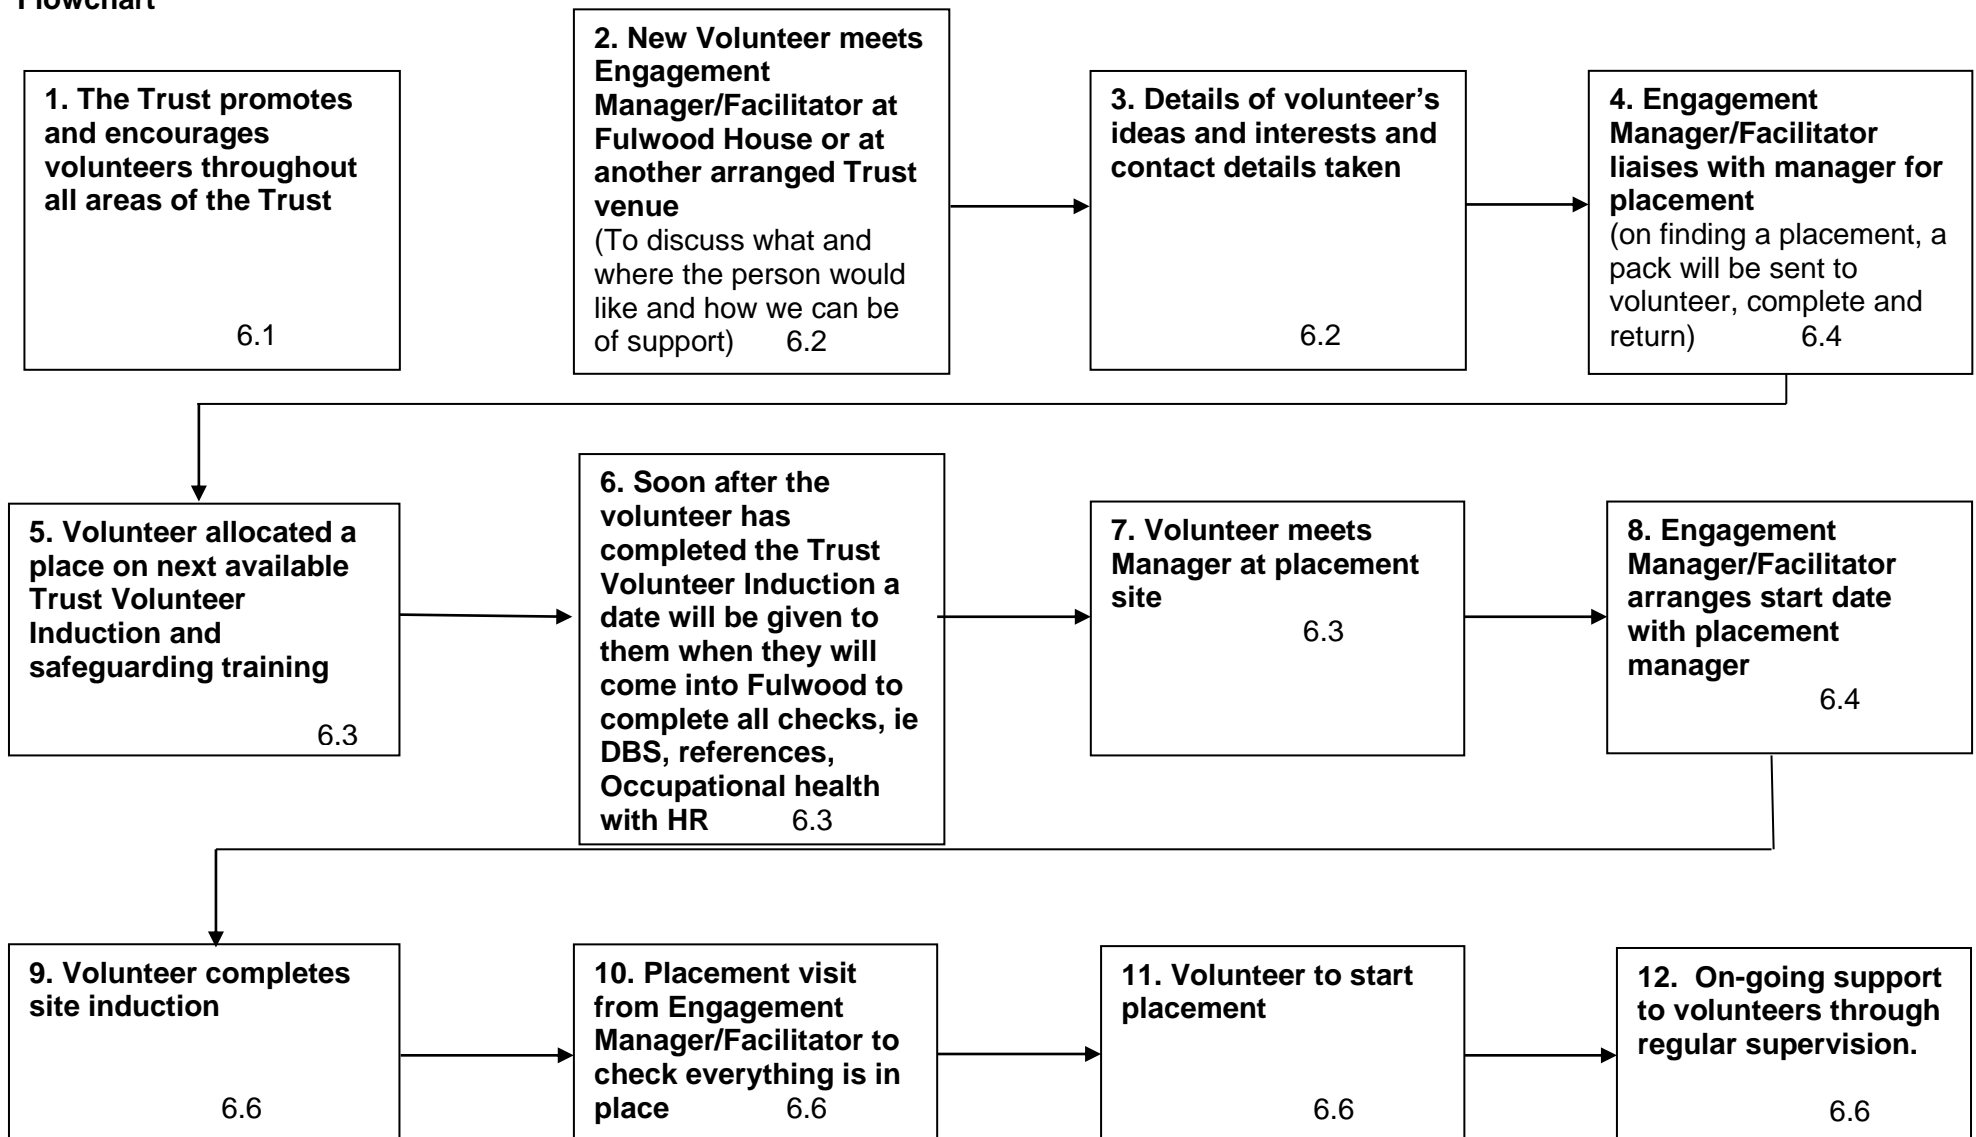 Flowchart
1. The Trust promotes
and encourages
volunteers throughout
all areas of the Trust
6.1
2. New Volunteer meets
Engagement
Manager/Facilitator at
Fulwood House or at
another arranged Trust
venue
(To discuss what and
where the person would
like and how we can be
of support) 6.2
3. Details of volunteer’s
ideas and interests and
contact details taken
6.2
4. Engagement
Manager/Facilitator
liaises with manager for
placement
(on finding a placement, a
pack will be sent to
volunteer, complete and
return) 6.4
5. Volunteer allocated a
place on next available
Trust Volunteer
Induction and
safeguarding training
6.3
6. Soon after the
volunteer has
completed the Trust
Volunteer Induction a
date will be given to
them when they will
come into Fulwood to
complete all checks, ie
DBS, references,
Occupational health
with HR 6.3
7. Volunteer meets
Manager at placement
site
6.3
8. Engagement
Manager/Facilitator
arranges start date
with placement
manager
6.4
9. Volunteer completes
site induction
6.6
10. Placement visit
from Engagement
Manager/Facilitator to
check everything is in
place 6.6
11. Volunteer to start
placement
6.6
12. On-going support
to volunteers through
regular supervision.
6.6